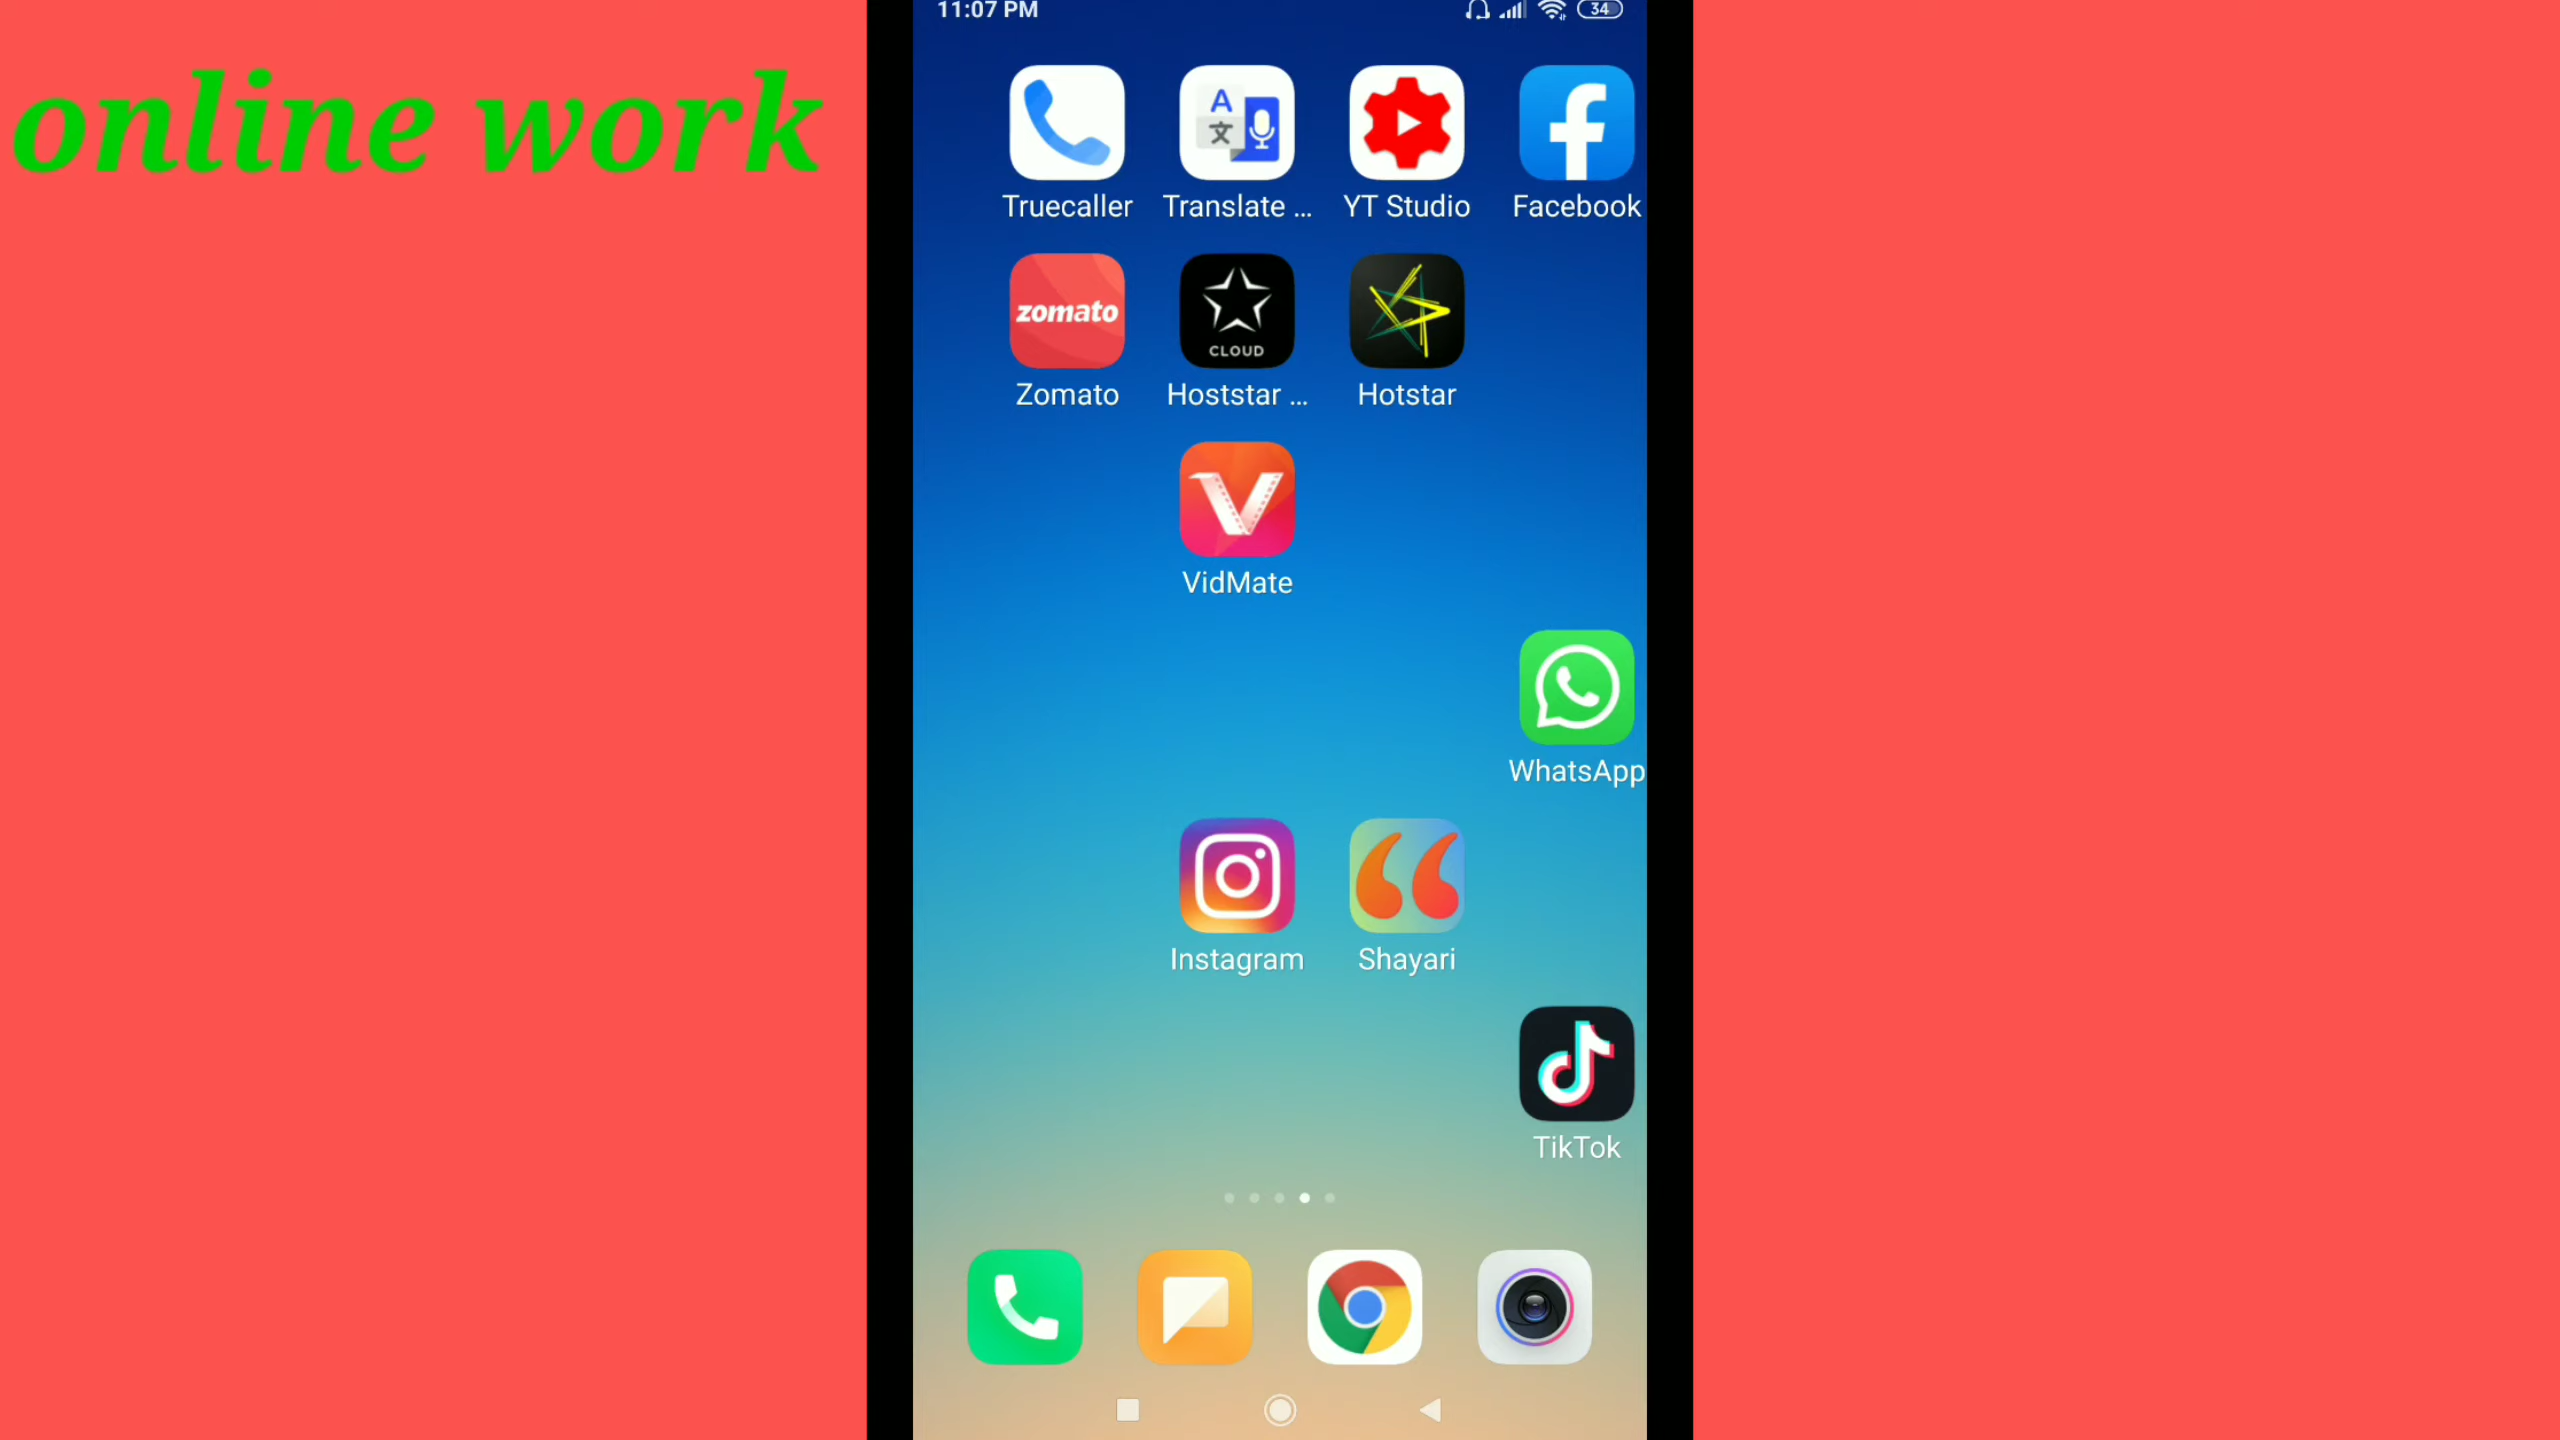 online work
11:07 PM
34
Truecaller
Translate ...
YT Studio
Facebook
zomato
CLOUD
Zomato
Hoststar ...
Hotstar
VidMate
WhatsApp
Instagram
Shayari
TikTok